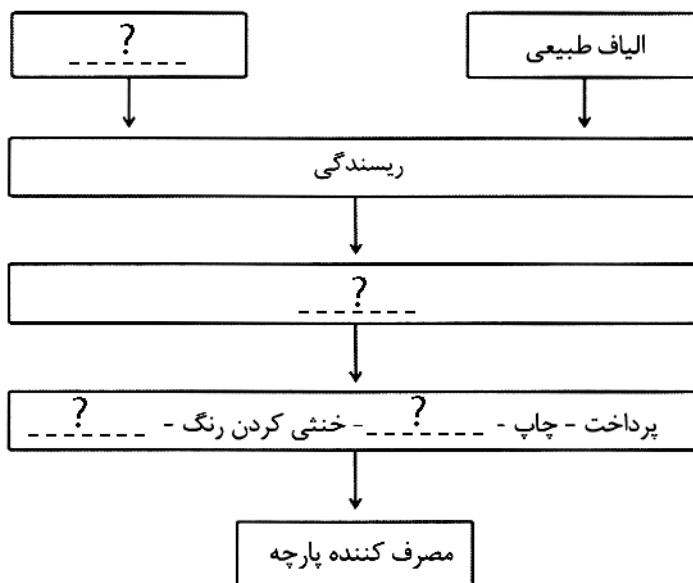 الیاف طبیعی
?
ریسندگی
?
پرداخت - چاپ - ? - خنثی کردن رنگ - ?
مصرف کننده پارچه